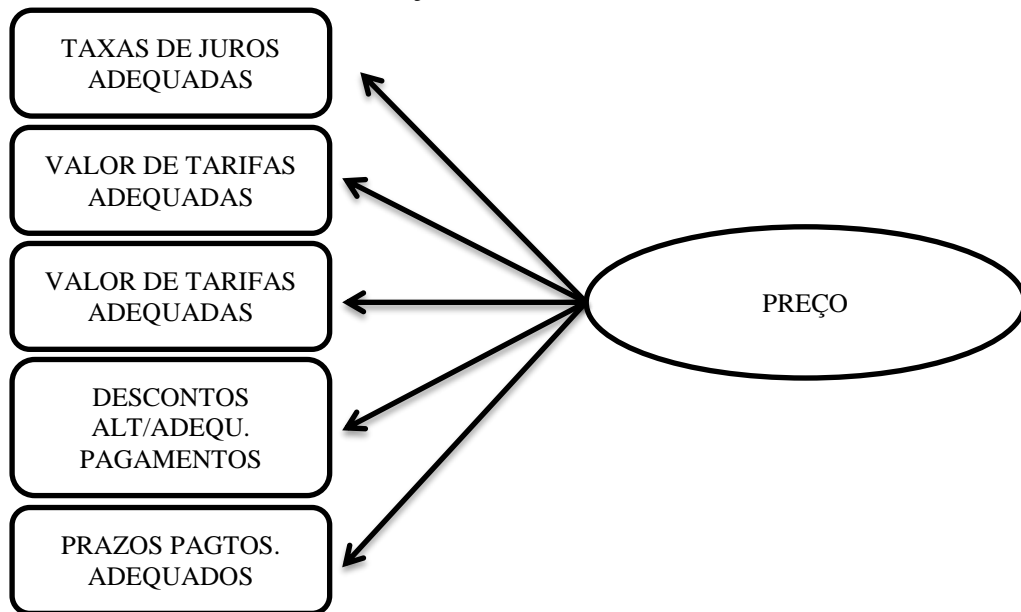 TAXAS DE JUROS
ADEQUADAS
VALOR DE TARIFAS
ADEQUADAS
VALOR DE TARIFAS
ADEQUADAS
DESCONTOS
ALT/ADEQU.
PAGAMENTOS
PRAZOS PAGTOS.
ADEQUADOS
PREÇO